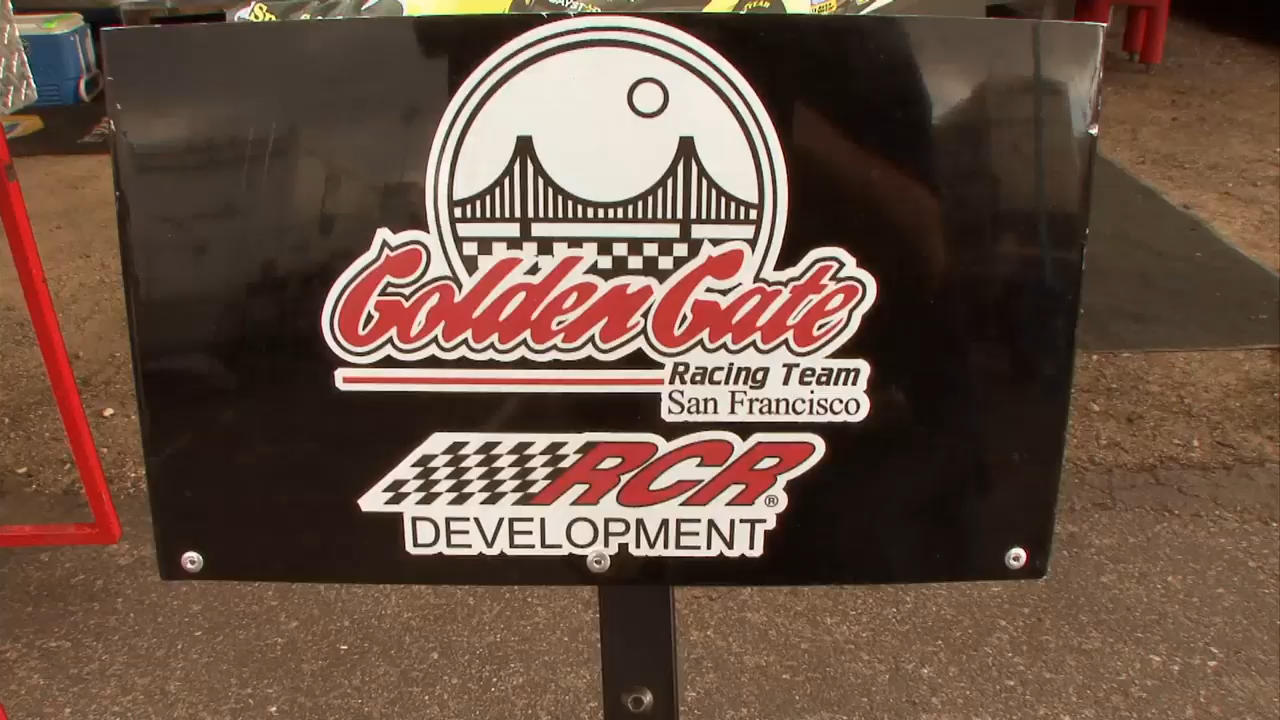 Golden Gate
Racing Team
San Francisco
RCR®
DEVELOPMENT